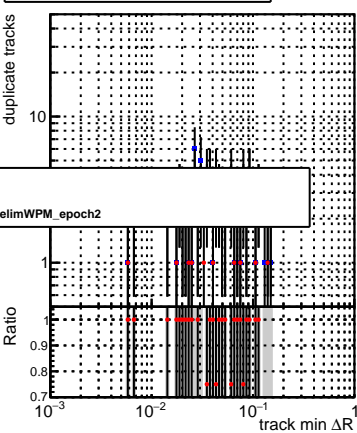 duplicate tracks
10
elimWPM_epoch2
1
Ratio
1
0.9
0.8
0.7
10−3
10−2
10−1
1
track min ΔR